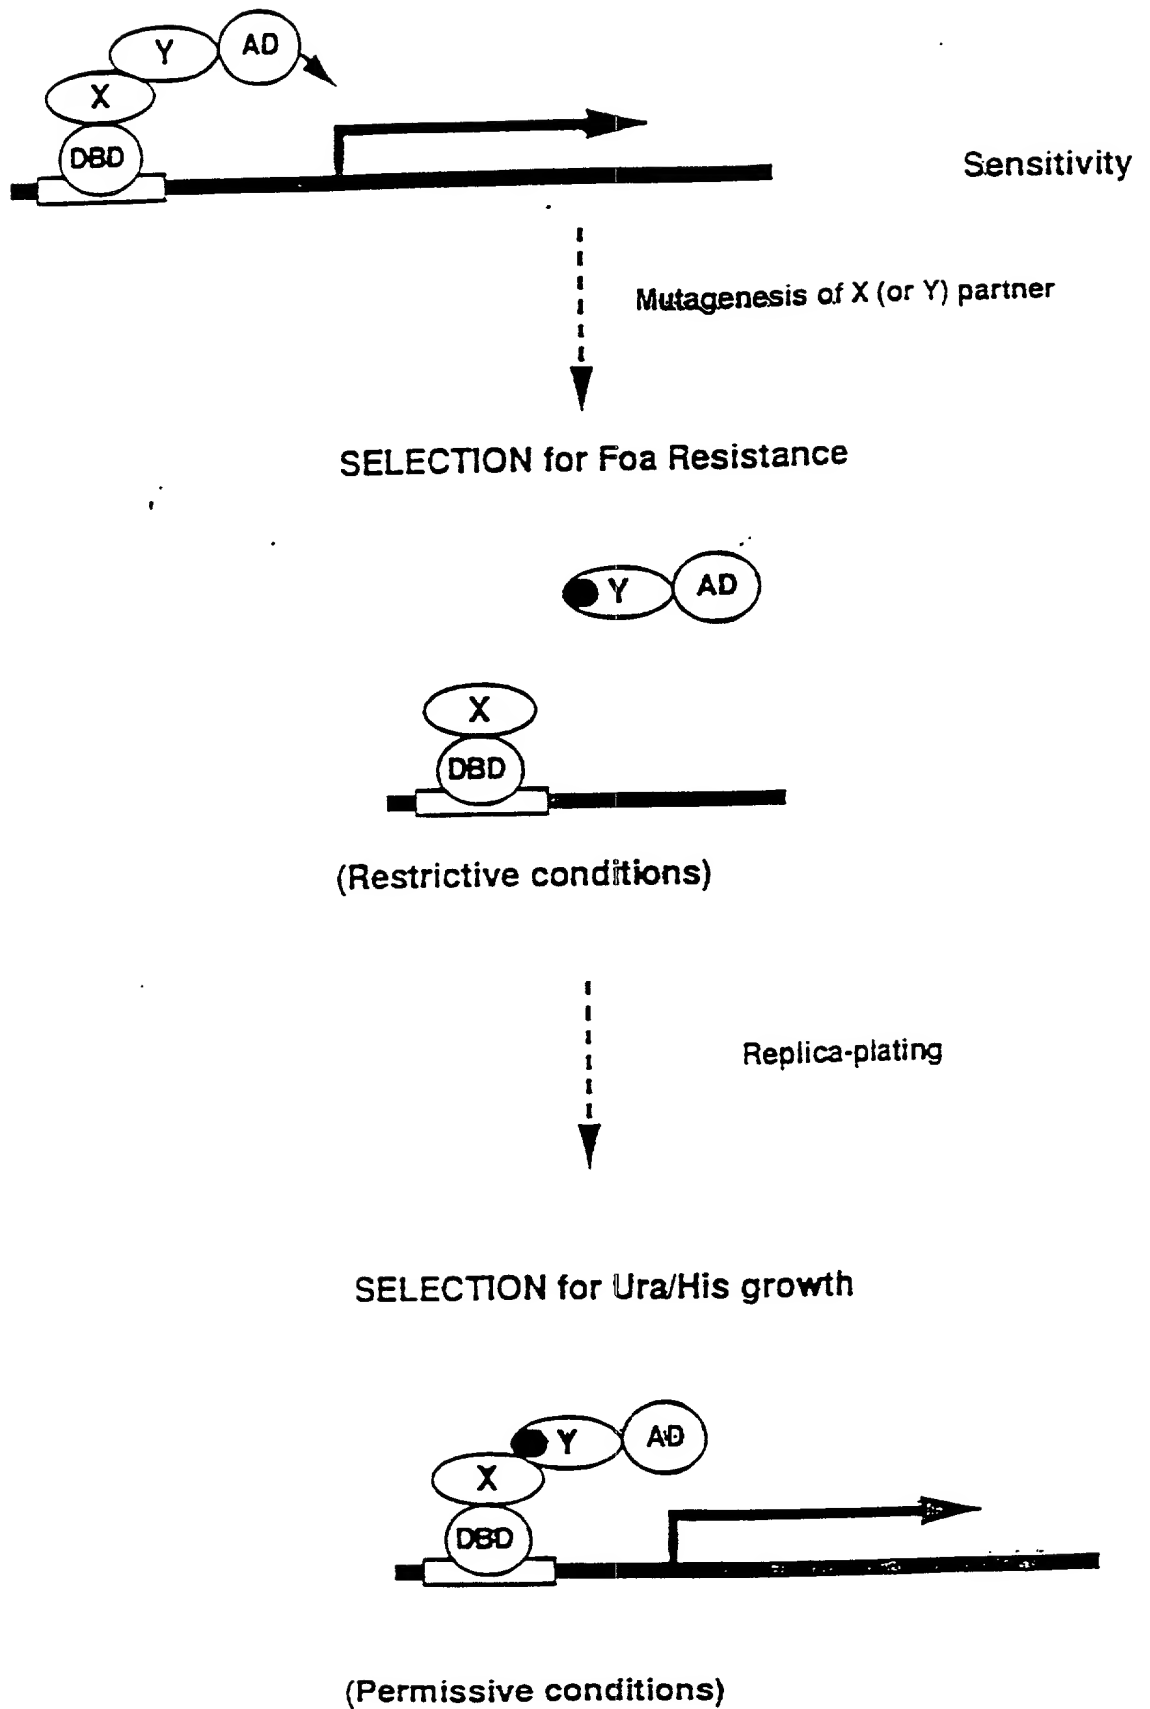 Y AD
X
DBD
Sensitivity
Mutagenesis of X (or Y) partner
SELECTION for Foa Resistance
Y AD
X
DBD
(Restrictive conditions)
Replica-plating
SELECTION for Ura/His growth
Y AD
X
DBD
(Permissive conditions)